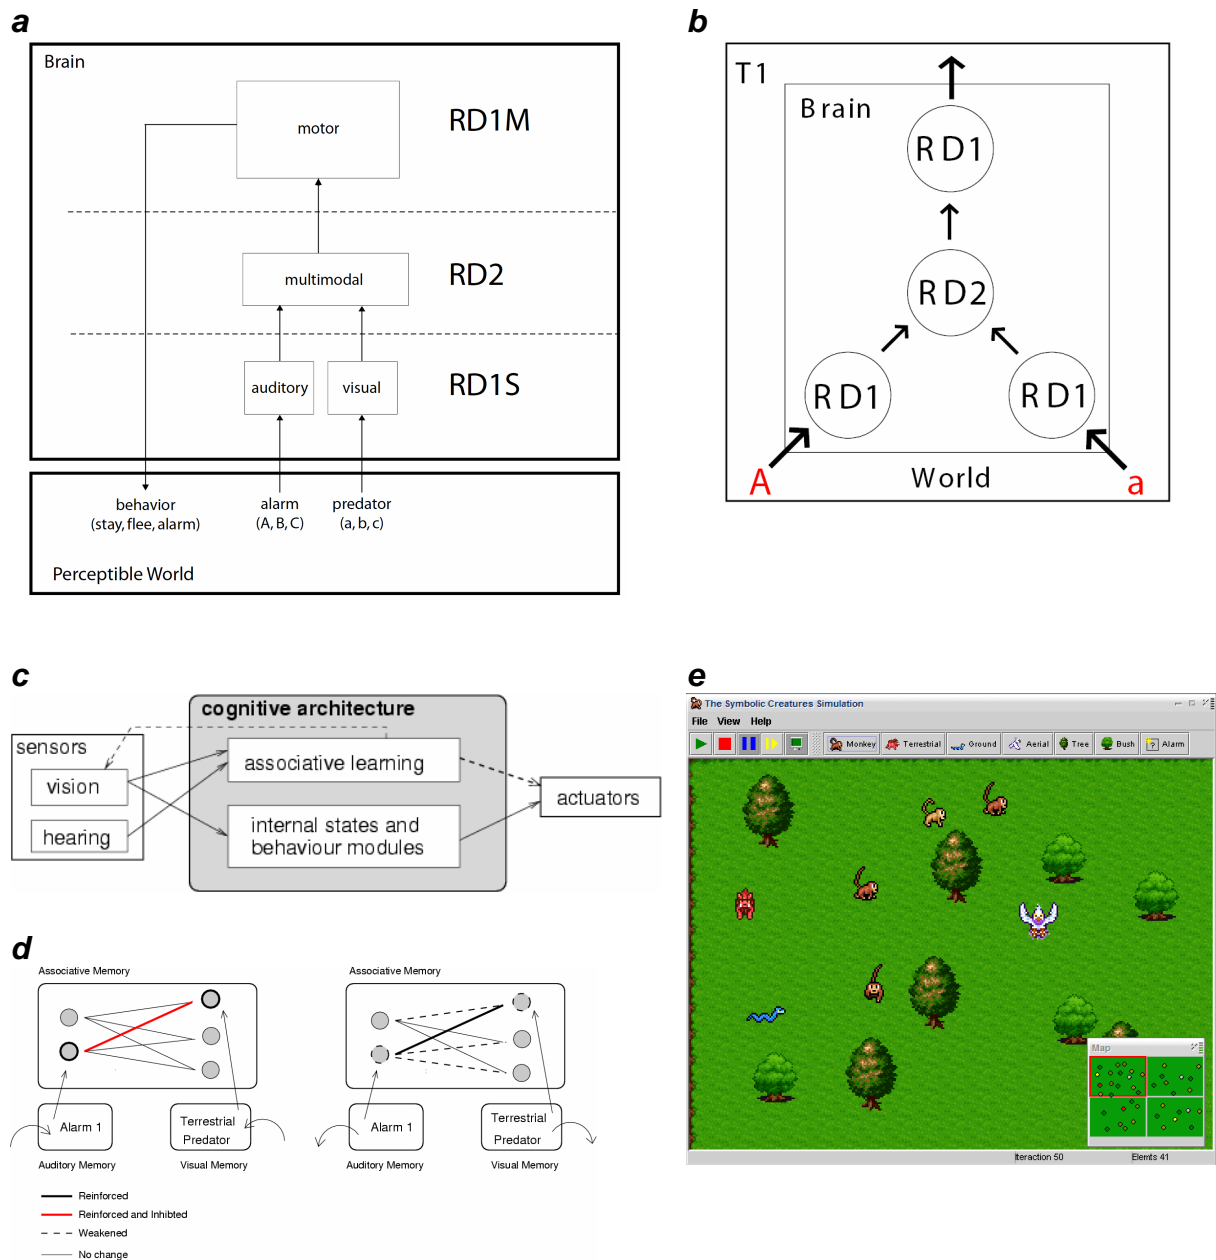 a
Brain
motor
RD1M
multimodal
RD2
auditory
visual
RD1S
behavior
(stay, flee, alarm)
alarm
(A, B, C)
predator
(a, b, c)
Perceptible World
b
T1
Brain
RD1
RD2
RD1
RD1
A
World
a
c
cognitive architecture
sensors
vision
hearing
associative learning
internal states and
behaviour modules
actuators
d
Associative Memory
Alarm 1
Terrestrial
Predator
Auditory Memory
Visual Memory
Associative Memory
Alarm 1
Terrestrial
Predator
Auditory Memory
Visual Memory
Reinforced
Reinforced and Inhibted
Weakened
No change
e
The Symbolic Creatures Simulation
File View Help
Monkey Terrestrial Ground Aerial Tree Bush Alarm
Map
Iteraction 50 Elemts 41